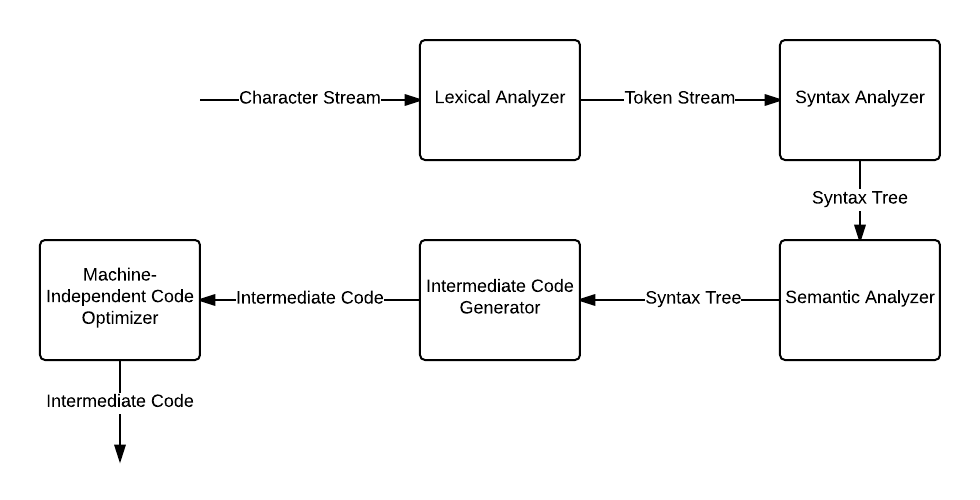 Character Stream
Lexical Analyzer
Token Stream
Syntax Analyzer
Syntax Tree
Machine-
Independent Code
Optimizer
Intermediate Code
Intermediate Code
Generator
Syntax Tree
Semantic Analyzer
Intermediate Code